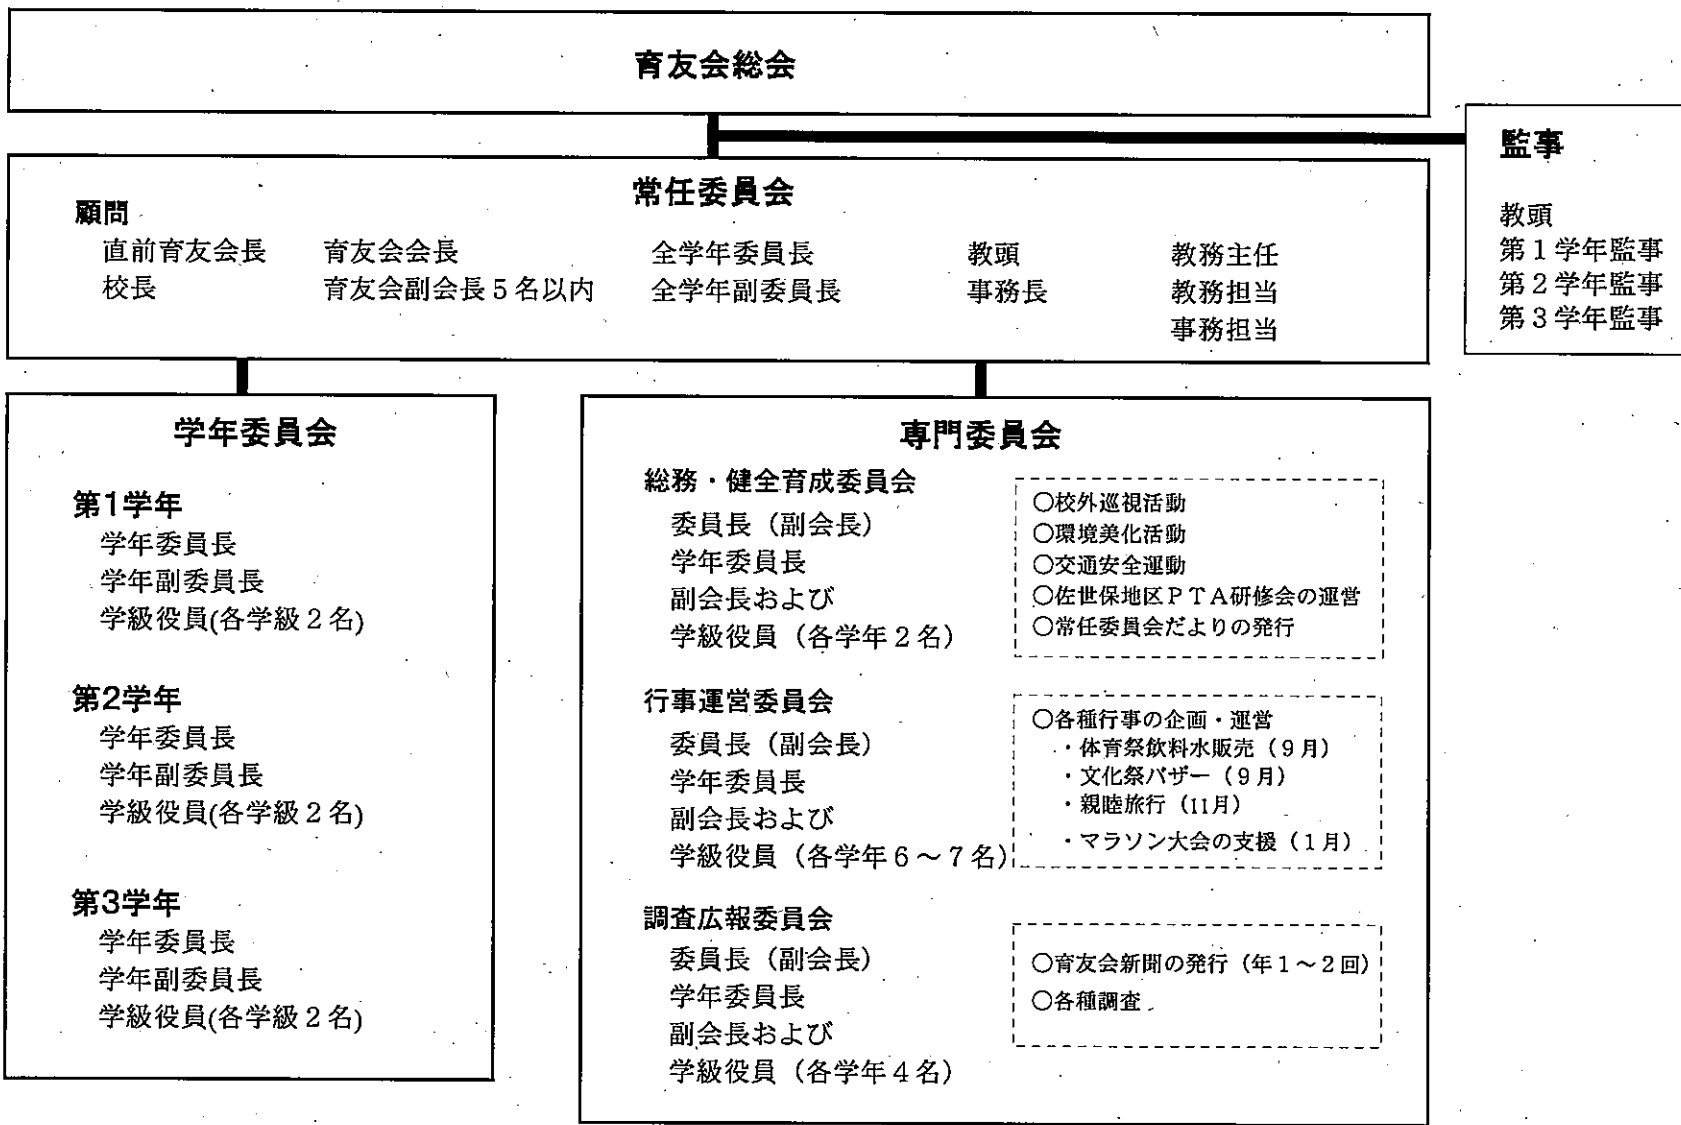 育友会総会
監事
教頭
第1学年監事
第2学年監事
第3学年監事
常任委員会
顧問
直前育友会長 育友会会長 全学年委員長 教頭 教務主任
校長 育友会副会長5名以内 全学年副委員長 事務長 教務担当
事務担当
学年委員会
第1学年
学年委員長
学年副委員長
学級役員(各学級2名)
第2学年
学年委員長
学年副委員長
学級役員(各学級2名)
第3学年
学年委員長
学年副委員長
学級役員(各学級2名)
専門委員会
総務・健全育成委員会
委員長（副会長）
学年委員長
副会長および
学級役員（各学年2名）
○校外巡視活動
○環境美化活動
○交通安全運動
○佐世保地区PTA研修会の運営
○常任委員会だよりの発行
行事運営委員会
委員長（副会長）
学年委員長
副会長および
学級役員（各学年6～7名）
○各種行事の企画・運営
・体育祭飲料水販売（9月）
・文化祭バザー（9月）
・親睦旅行（11月）
・マラソン大会の支援（1月）
調査広報委員会
委員長（副会長）
学年委員長
副会長および
学級役員（各学年4名）
○育友会新聞の発行（年1～2回）
○各種調査